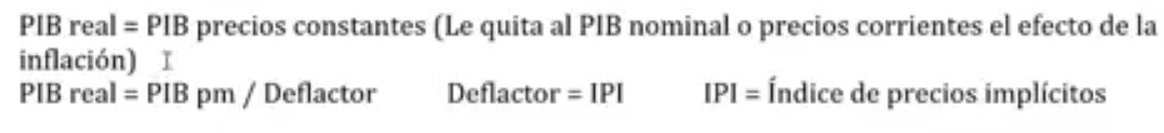 PIB real = PIB precios constantes (Le quita al PIB nominal o precios corrientes el efecto de la
inflación)
PIB real = PIB pm / Deflactor Deflactor = IPI IPI = Índice de precios implícitos